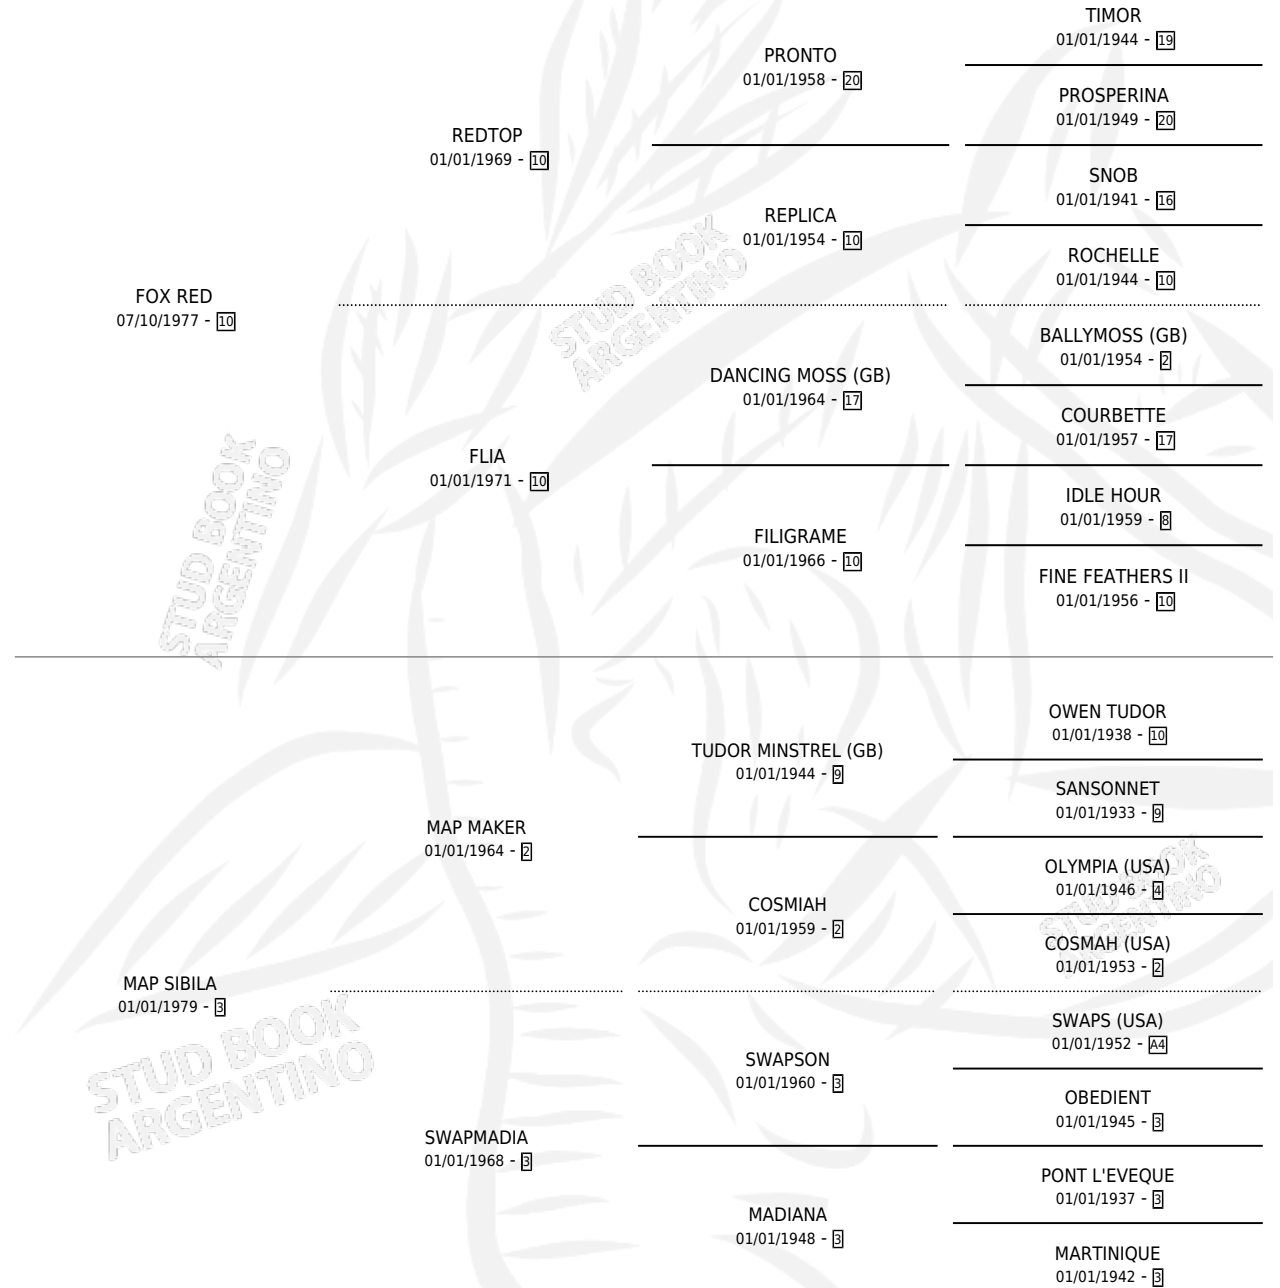 TIMOR
01/01/1944 - 19
PRONTO
01/01/1958 - 20
PROSPERINA
01/01/1949 - 20
REDTOP
01/01/1969 - 10
SNOB
01/01/1941 - 16
REPLICA
01/01/1954 - 10
ROCHELLE
01/01/1944 - 10
FOX RED
07/10/1977 - 10
BALLYMOSS (GB)
01/01/1954 - 2
DANCING MOSS (GB)
01/01/1964 - 17
COURBETTE
01/01/1957 - 17
FLIA
01/01/1971 - 10
IDLE HOUR
01/01/1959 - 8
FILIGRAME
01/01/1966 - 10
FINE FEATHERS II
01/01/1956 - 10
STUD BOOK
ARGENTINO
STUD BOOK
ARGENTINO
OWEN TUDOR
01/01/1938 - 10
TUDOR MINSTREL (GB)
01/01/1944 - 9
SANSONNET
01/01/1933 - 9
MAP MAKER
01/01/1964 - 2
OLYMPIA (USA)
01/01/1946 - 4
COSMIAH
01/01/1959 - 2
COSMAH (USA)
01/01/1953 - 2
STUD BOOK
ARGENTINO
MAP SIBILA
01/01/1979 - 3
SWAPS (USA)
01/01/1952 - A4
SWAPSON
01/01/1960 - 3
OBEDIENT
01/01/1945 - 3
SWAPMADIA
01/01/1968 - 3
PONT L'EVEQUE
01/01/1937 - 3
MADIANA
01/01/1948 - 3
MARTINIQUE
01/01/1942 - 3
STUD BOOK
ARGENTINO